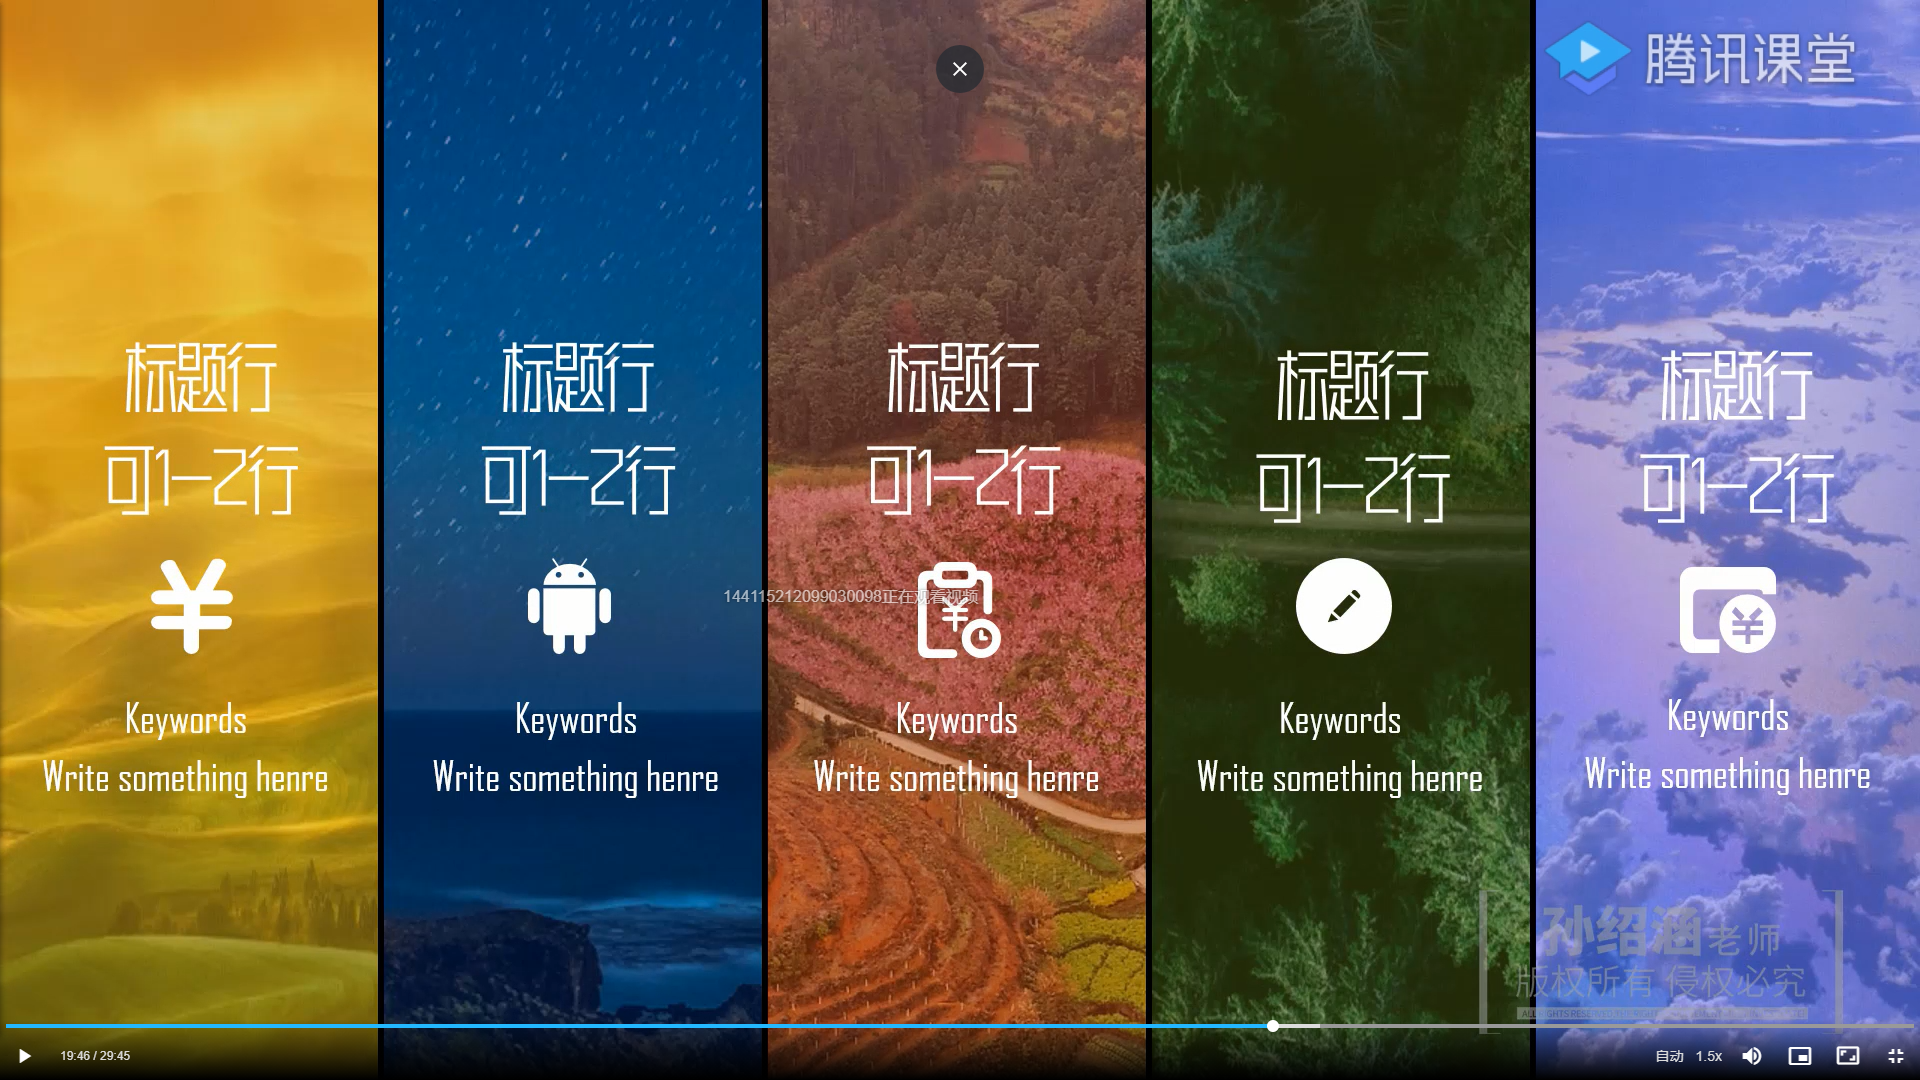 腾讯课堂
标题行
可1-2行
Keywords
Write something henre
标题行
可1-2行
Keywords
Write something henre
标题行
可1-2行
Keywords
Write something henre
标题行
可1-2行
Keywords
Write something henre
标题行
可1-2行
Keywords
Write something henre
144115212099030098正在观看视频
孙绍涵老师
版权所有 侵权必究
19:46 / 29:45
自动 1.5x